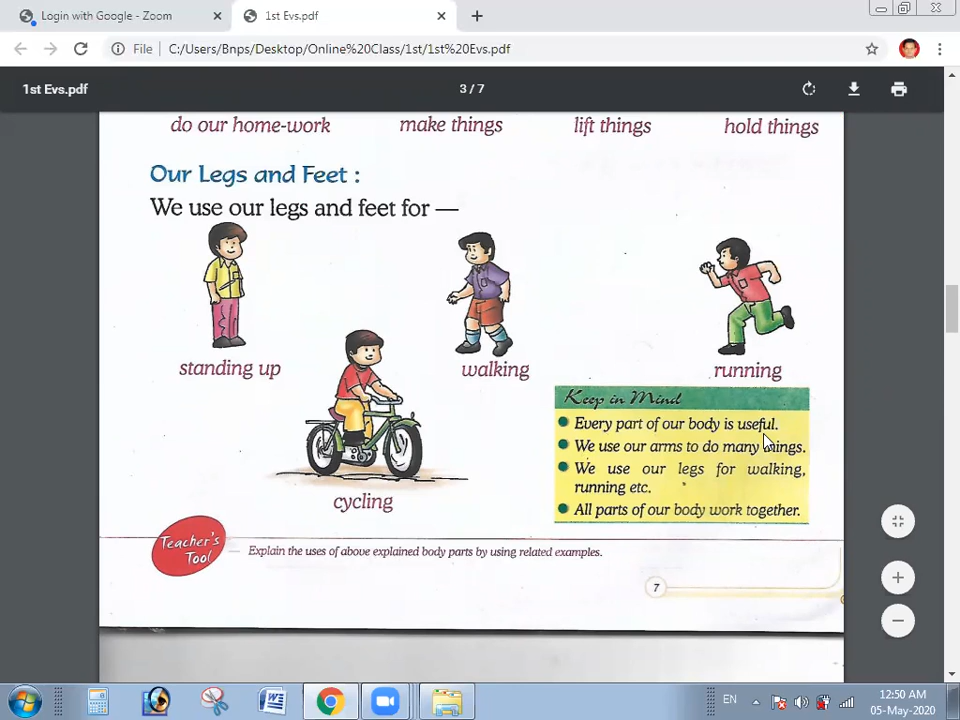 Login with Google - Zoom
1st Evs.pdf
File
C:/Users/Bnps/Desktop/Online%20Class/1st/1st%20Evs.pdf
1st Evs.pdf
3 / 7
do our home-work
make things
lift things
hold things
Our Legs and Feet :
We use our legs and feet for —
standing up
walking
running
cycling
Keep in Mind
Every part of our body is useful.
We use our arms to do many things.
We use our legs for walking,
running etc.
All parts of our body work together.
Teacher's
Tool
Explain the uses of above explained body parts by using related examples.
7
EN
12:50 AM
05-May-2020